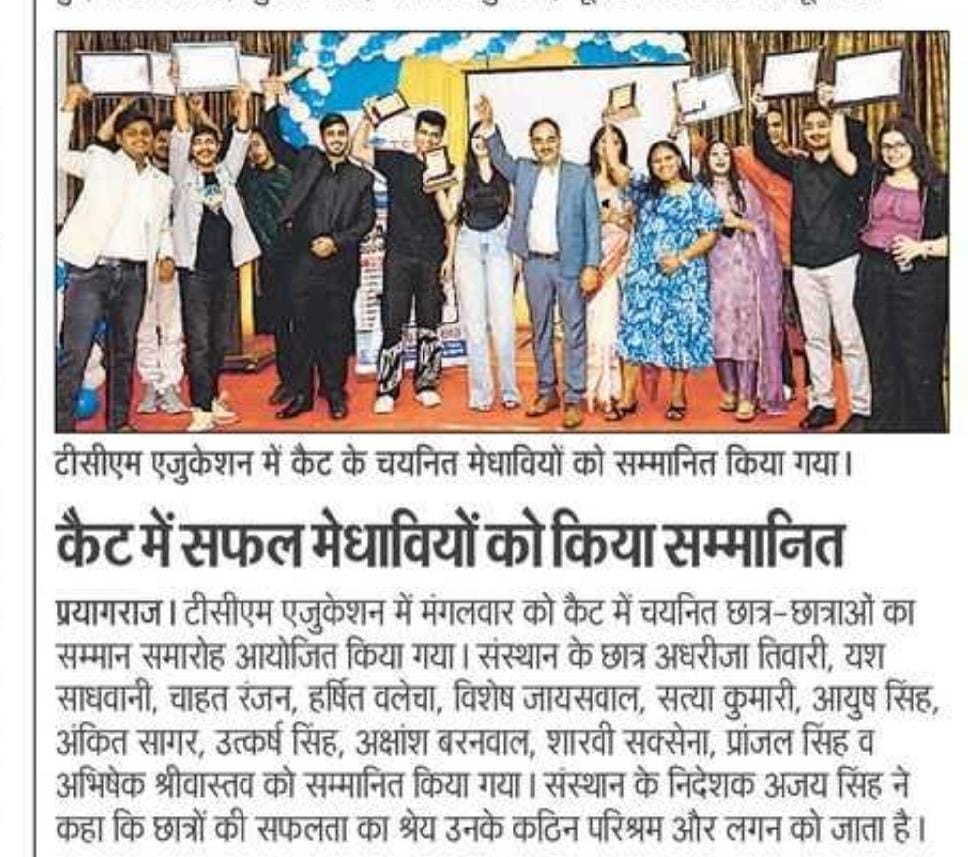 टीसीएम एजुकेशन में कैट के चयनित मेधावियों को सम्मानित किया गया।
कैट में सफल मेधावियों को किया सम्मानित
प्रयागराज। टीसीएम एजुकेशन में मंगलवार को कैट में चयनित छात्र-छात्राओं का
सम्मान समारोह आयोजित किया गया। संस्थान के छात्र अधरीजा तिवारी, यश
साधवानी, चाहत रंजन, हर्षित वलेचा, विशेष जायसवाल, सत्या कुमारी, आयुष सिंह,
अंकित सागर, उत्कर्ष सिंह, अक्षांश बरनवाल, शारवी सक्सेना, प्रांजल सिंह व
अभिषेक श्रीवास्तव को सम्मानित किया गया। संस्थान के निदेशक अजय सिंह ने
कहा कि छात्रों की सफलता का श्रेय उनके कठिन परिश्रम और लगन को जाता है।